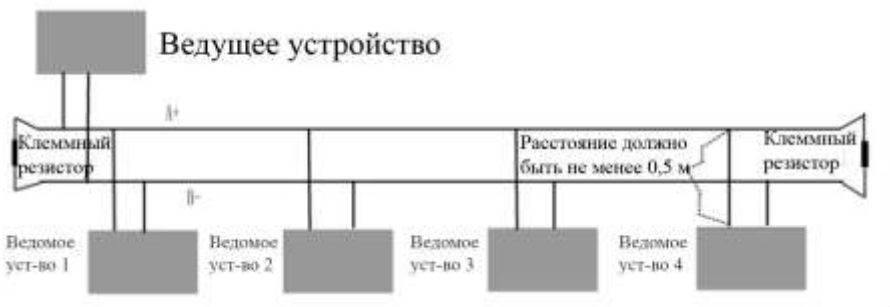 Ведущее устройство
A+
Клеммный
резистор
Расстояние должно
быть не менее 0,5 м
Клеммный
резистор
B-
Ведомое
уст-во 1
Ведомое
уст-во 2
Ведомое
уст-во 3
Ведомое
уст-во 4